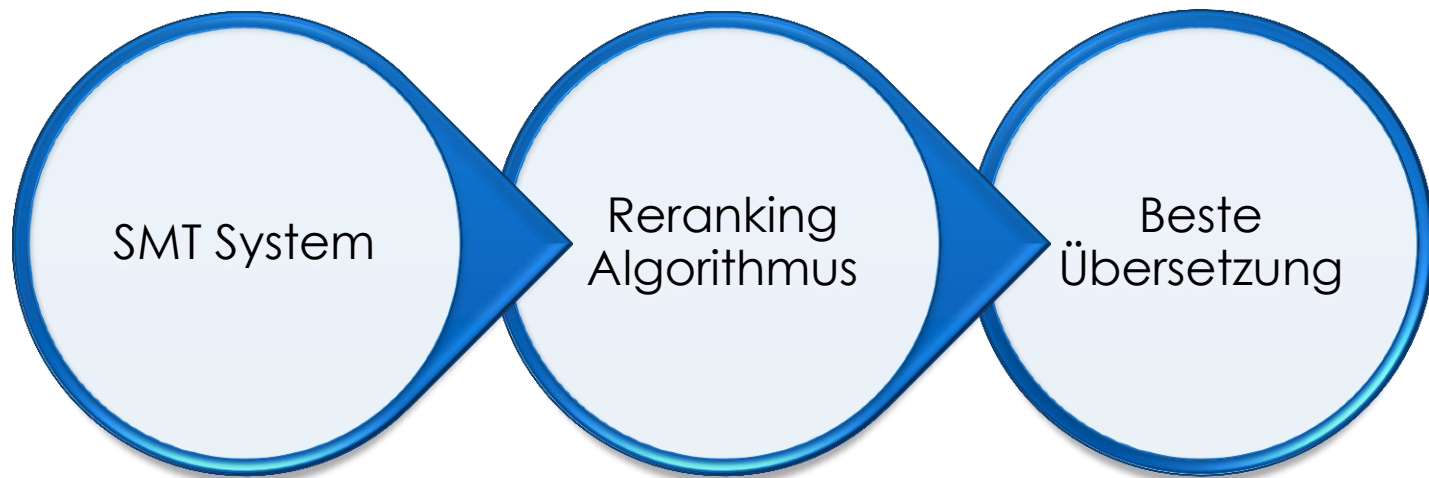 SMT System
Reranking
Algorithmus
Beste
Übersetzung